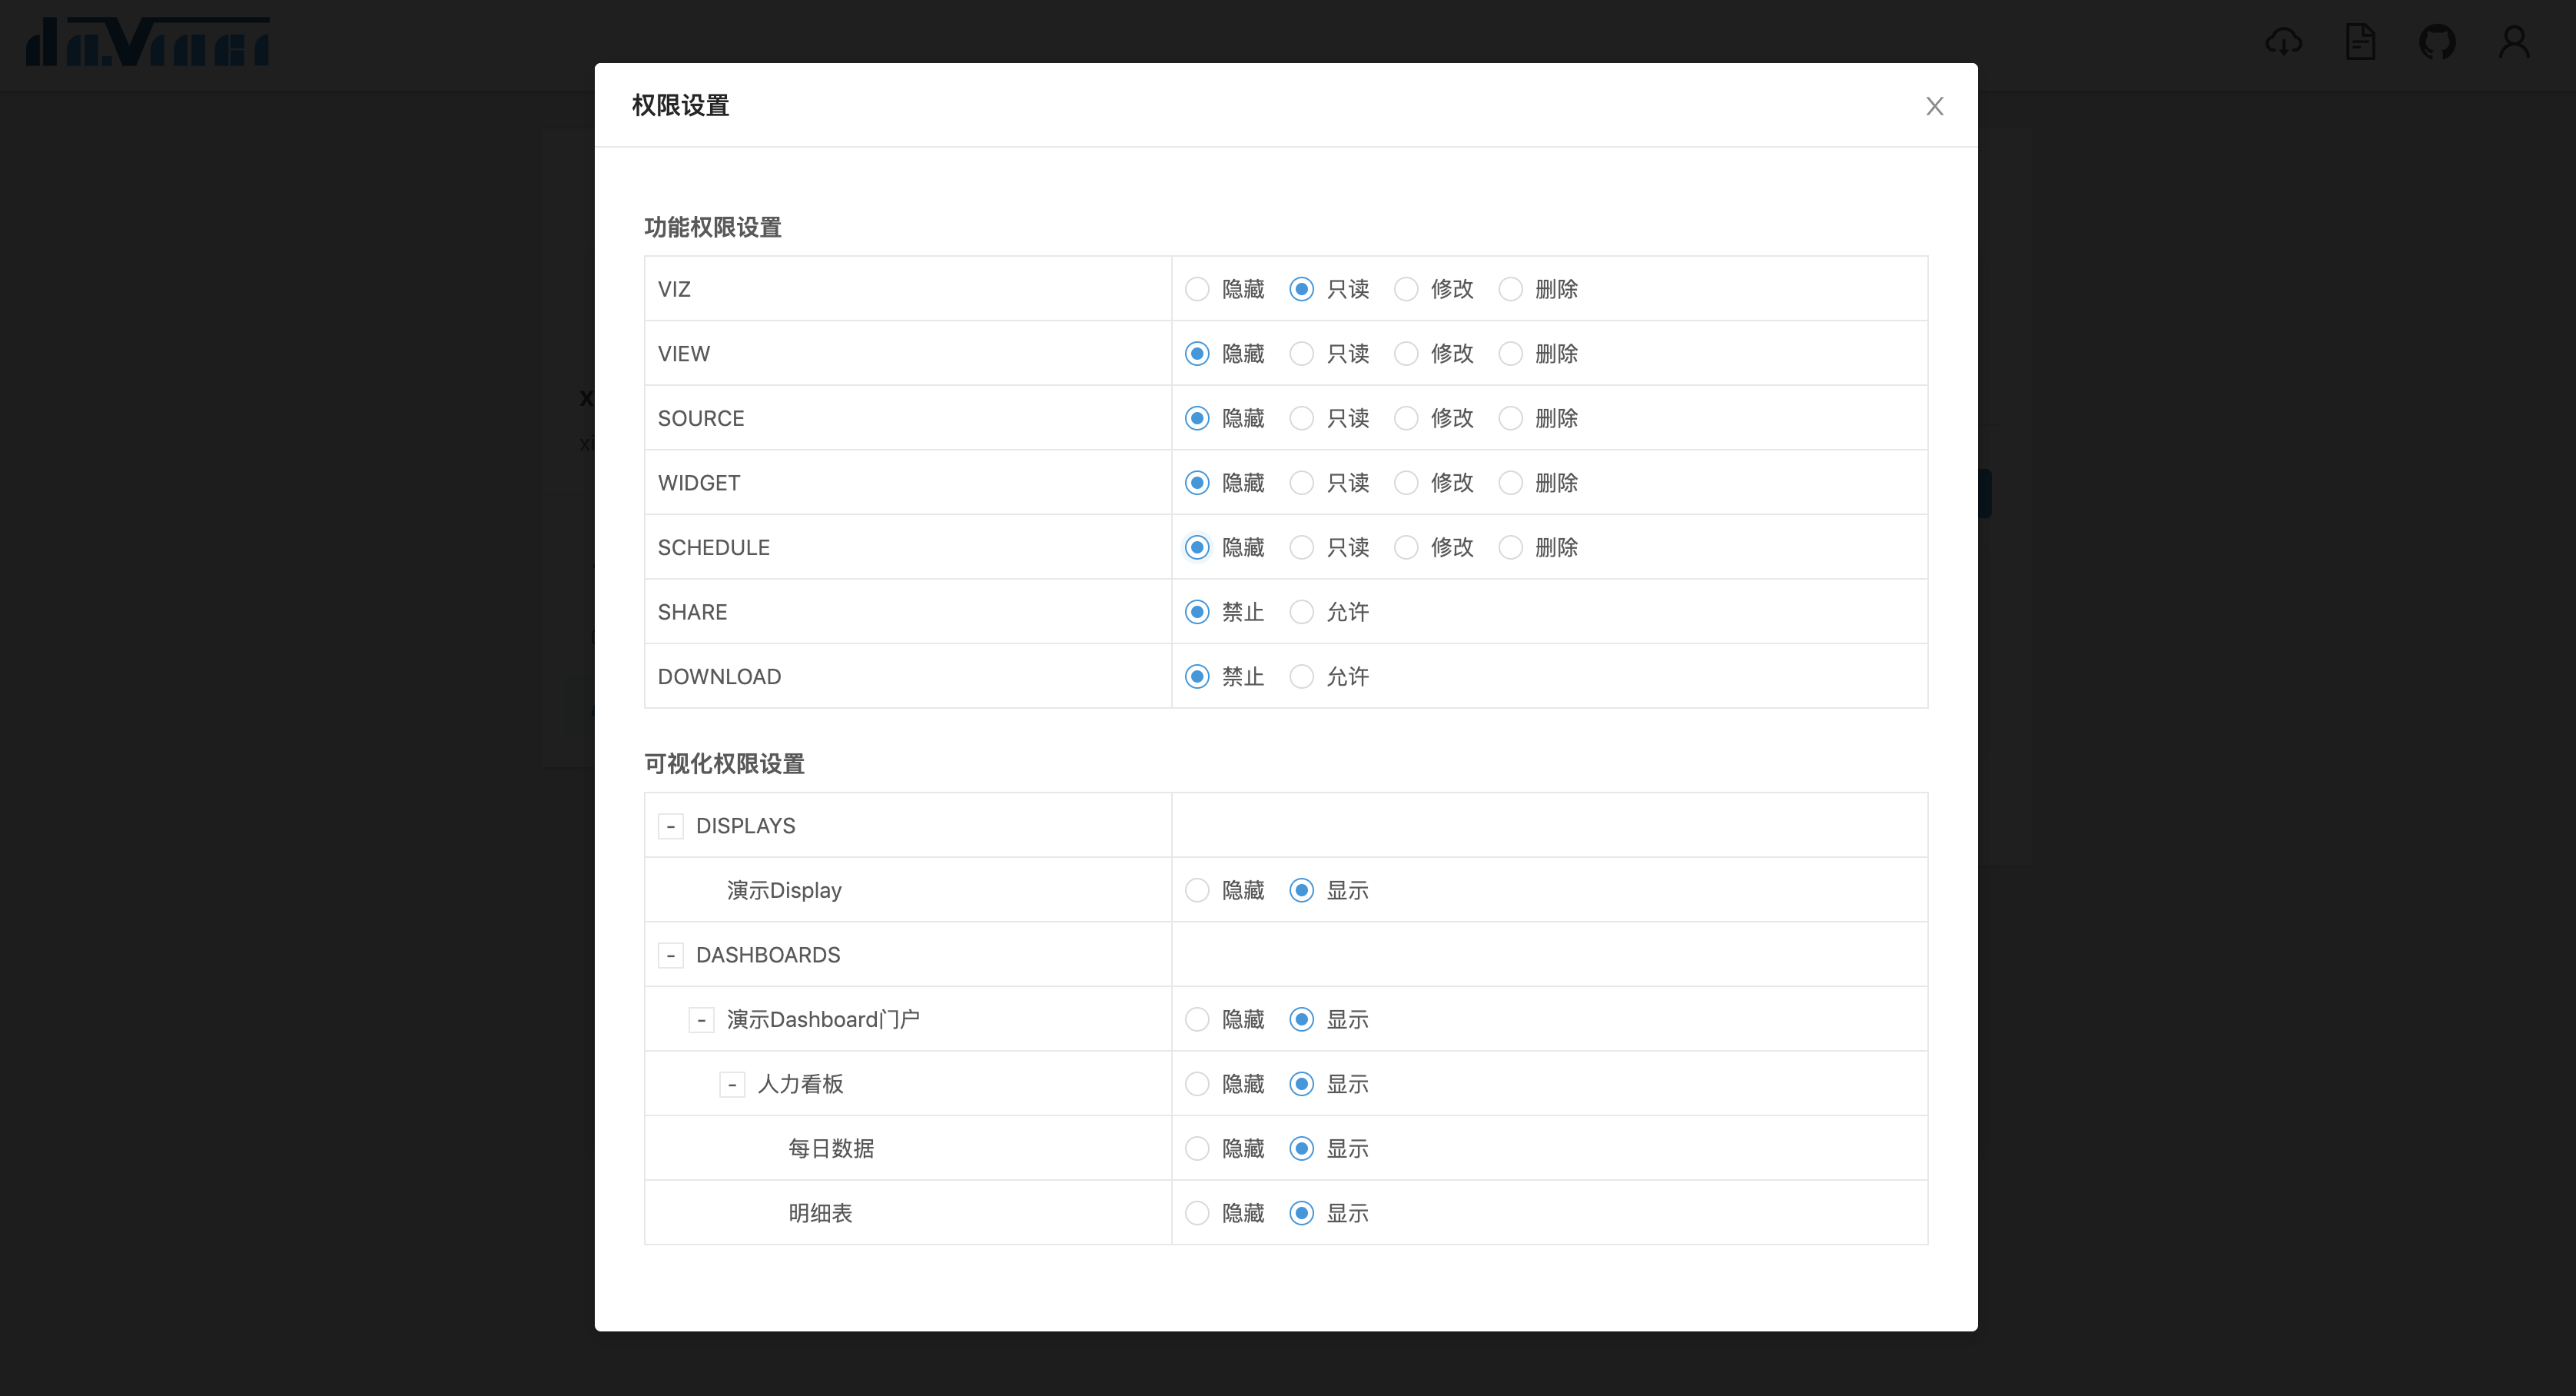 da.Vinci
权限设置
功能权限设置
VIZ 隐藏 只读 修改 删除
VIEW 隐藏 只读 修改 删除
SOURCE 隐藏 只读 修改 删除
WIDGET 隐藏 只读 修改 删除
SCHEDULE 隐藏 只读 修改 删除
SHARE 禁止 允许
DOWNLOAD 禁止 允许
可视化权限设置
- DISPLAYS
演示Display 隐藏 显示
- DASHBOARDS
- 演示Dashboard门户 隐藏 显示
- 人力看板 隐藏 显示
每日数据 隐藏 显示
明细表 隐藏 显示